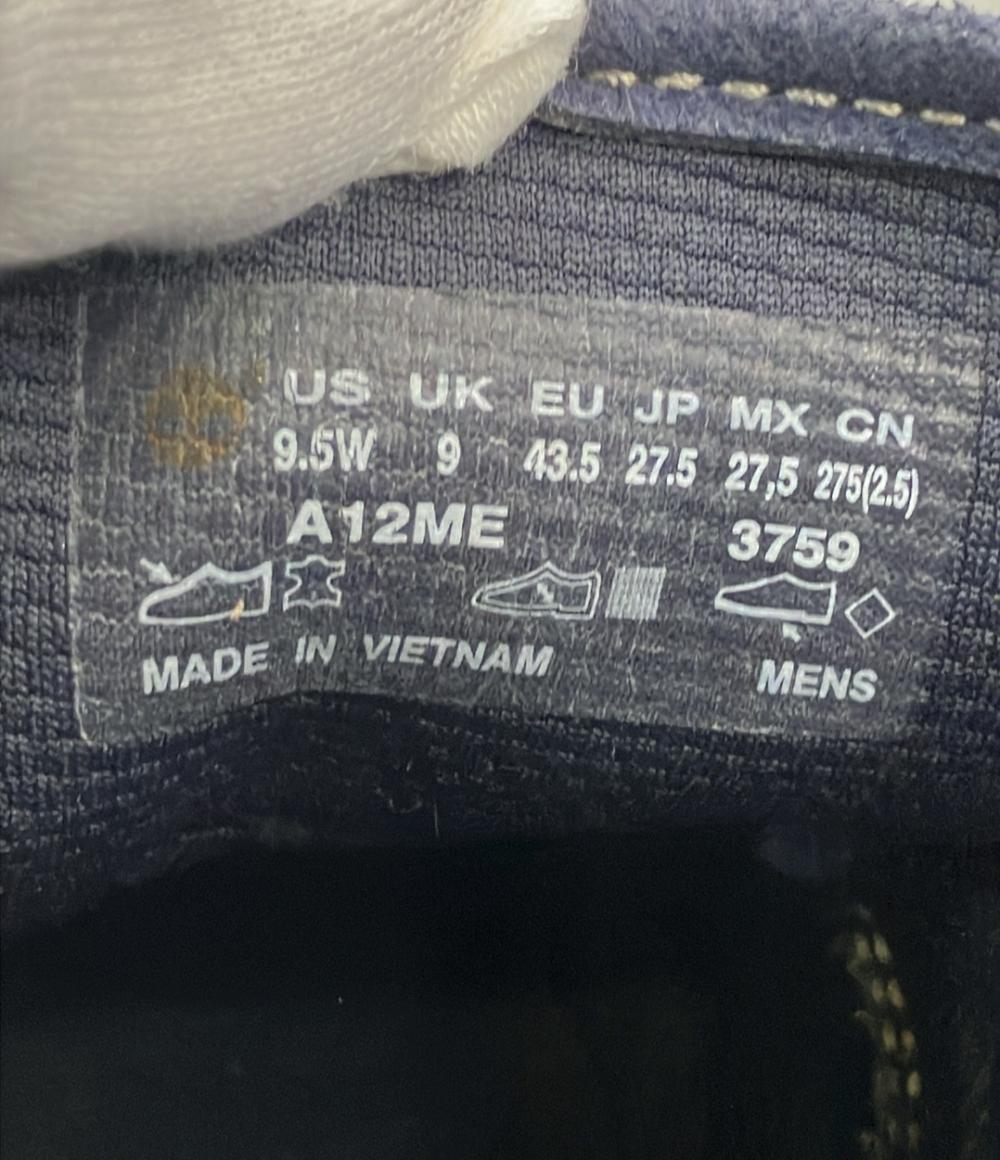 US UK EU JP MX CN
9.5W 9 43.5 27.5 27,5 275(2.5)
A12ME 3759
MADE IN VIETNAM MENS